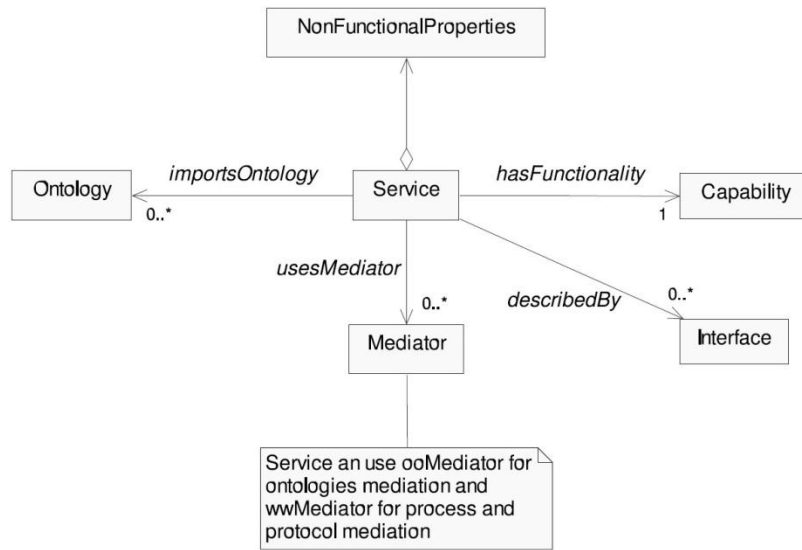 NonFunctionalProperties
importsOntology
hasFunctionality
Ontology
Service
Capability
0..*
1
usesMediator
0..*
describedBy
0..*
Mediator
Interface
Service an use ooMediator for
ontologies mediation and
wwMediator for process and
protocol mediation